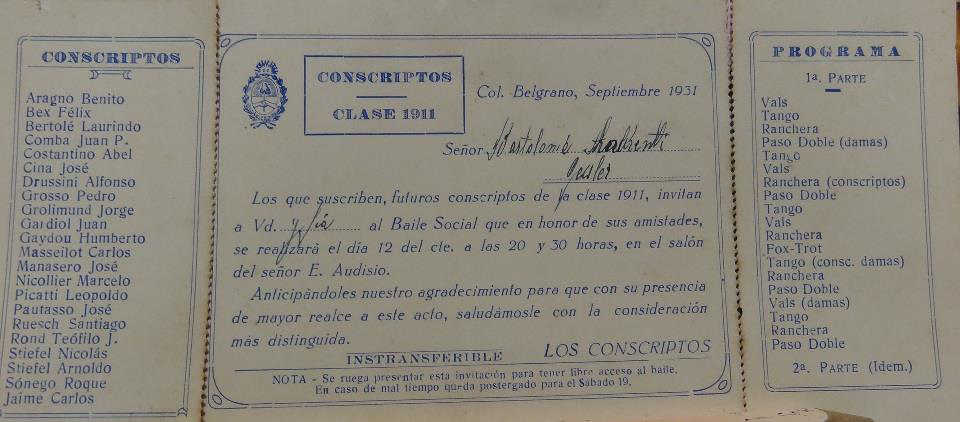 CONSCRIPTOS
Aragno Benito
Bex Félix
Bertolé Laurindo
Comba Juan P.
Costantino Abel
Cina José
Drussini Alfonso
Grosso Pedro
Grolimund Jorge
Gardiol Juan
Gaydou Humberto
Masseilot Carlos
Manasero José
Nicollier Marcelo
Picatti Leopoldo
Pautasso José
Ruesch Santiago
Rond Teófilo J.
Stiefel Nicolás
Stiefel Arnoldo
Sónego Roque
Jaime Carlos
CONSCRIPTOS
CLASE 1911
Col. Belgrano, Septiembre 1931
Señor Bartolomé
Gessler
Los que suscriben, futuros conscriptos de la clase 1911, invitan
a Vd. y fia al Baile Social que en honor de sus amistades,
se realizará el día 12 del cte. a las 20 y 30 horas, en el salón
del señor E. Audisio.
Anticipàndoles nuestro agradecimiento para que con su presencia
de mayor realce a este acto, saludámosle con la consideración
más distinguida.
INSTRANSFERIBLE LOS CONSCRIPTOS
NOTA - Se ruega presentar esta invitación para tener libre acceso al baile.
En caso de mal tiempo queda postergado para el Sábado 19.
PROGRAMA
1a. PARTE
Vals
Tango
Ranchera
Paso Doble (damas)
Tango
Vals
Ranchera (conscriptos)
Paso Doble
Tango
Vals
Ranchera
Fox-Trot
Tango (consc. damas)
Ranchera
Paso Doble
Vals (damas)
Tango
Ranchera
Paso Doble
2a. PARTE (Idem.)